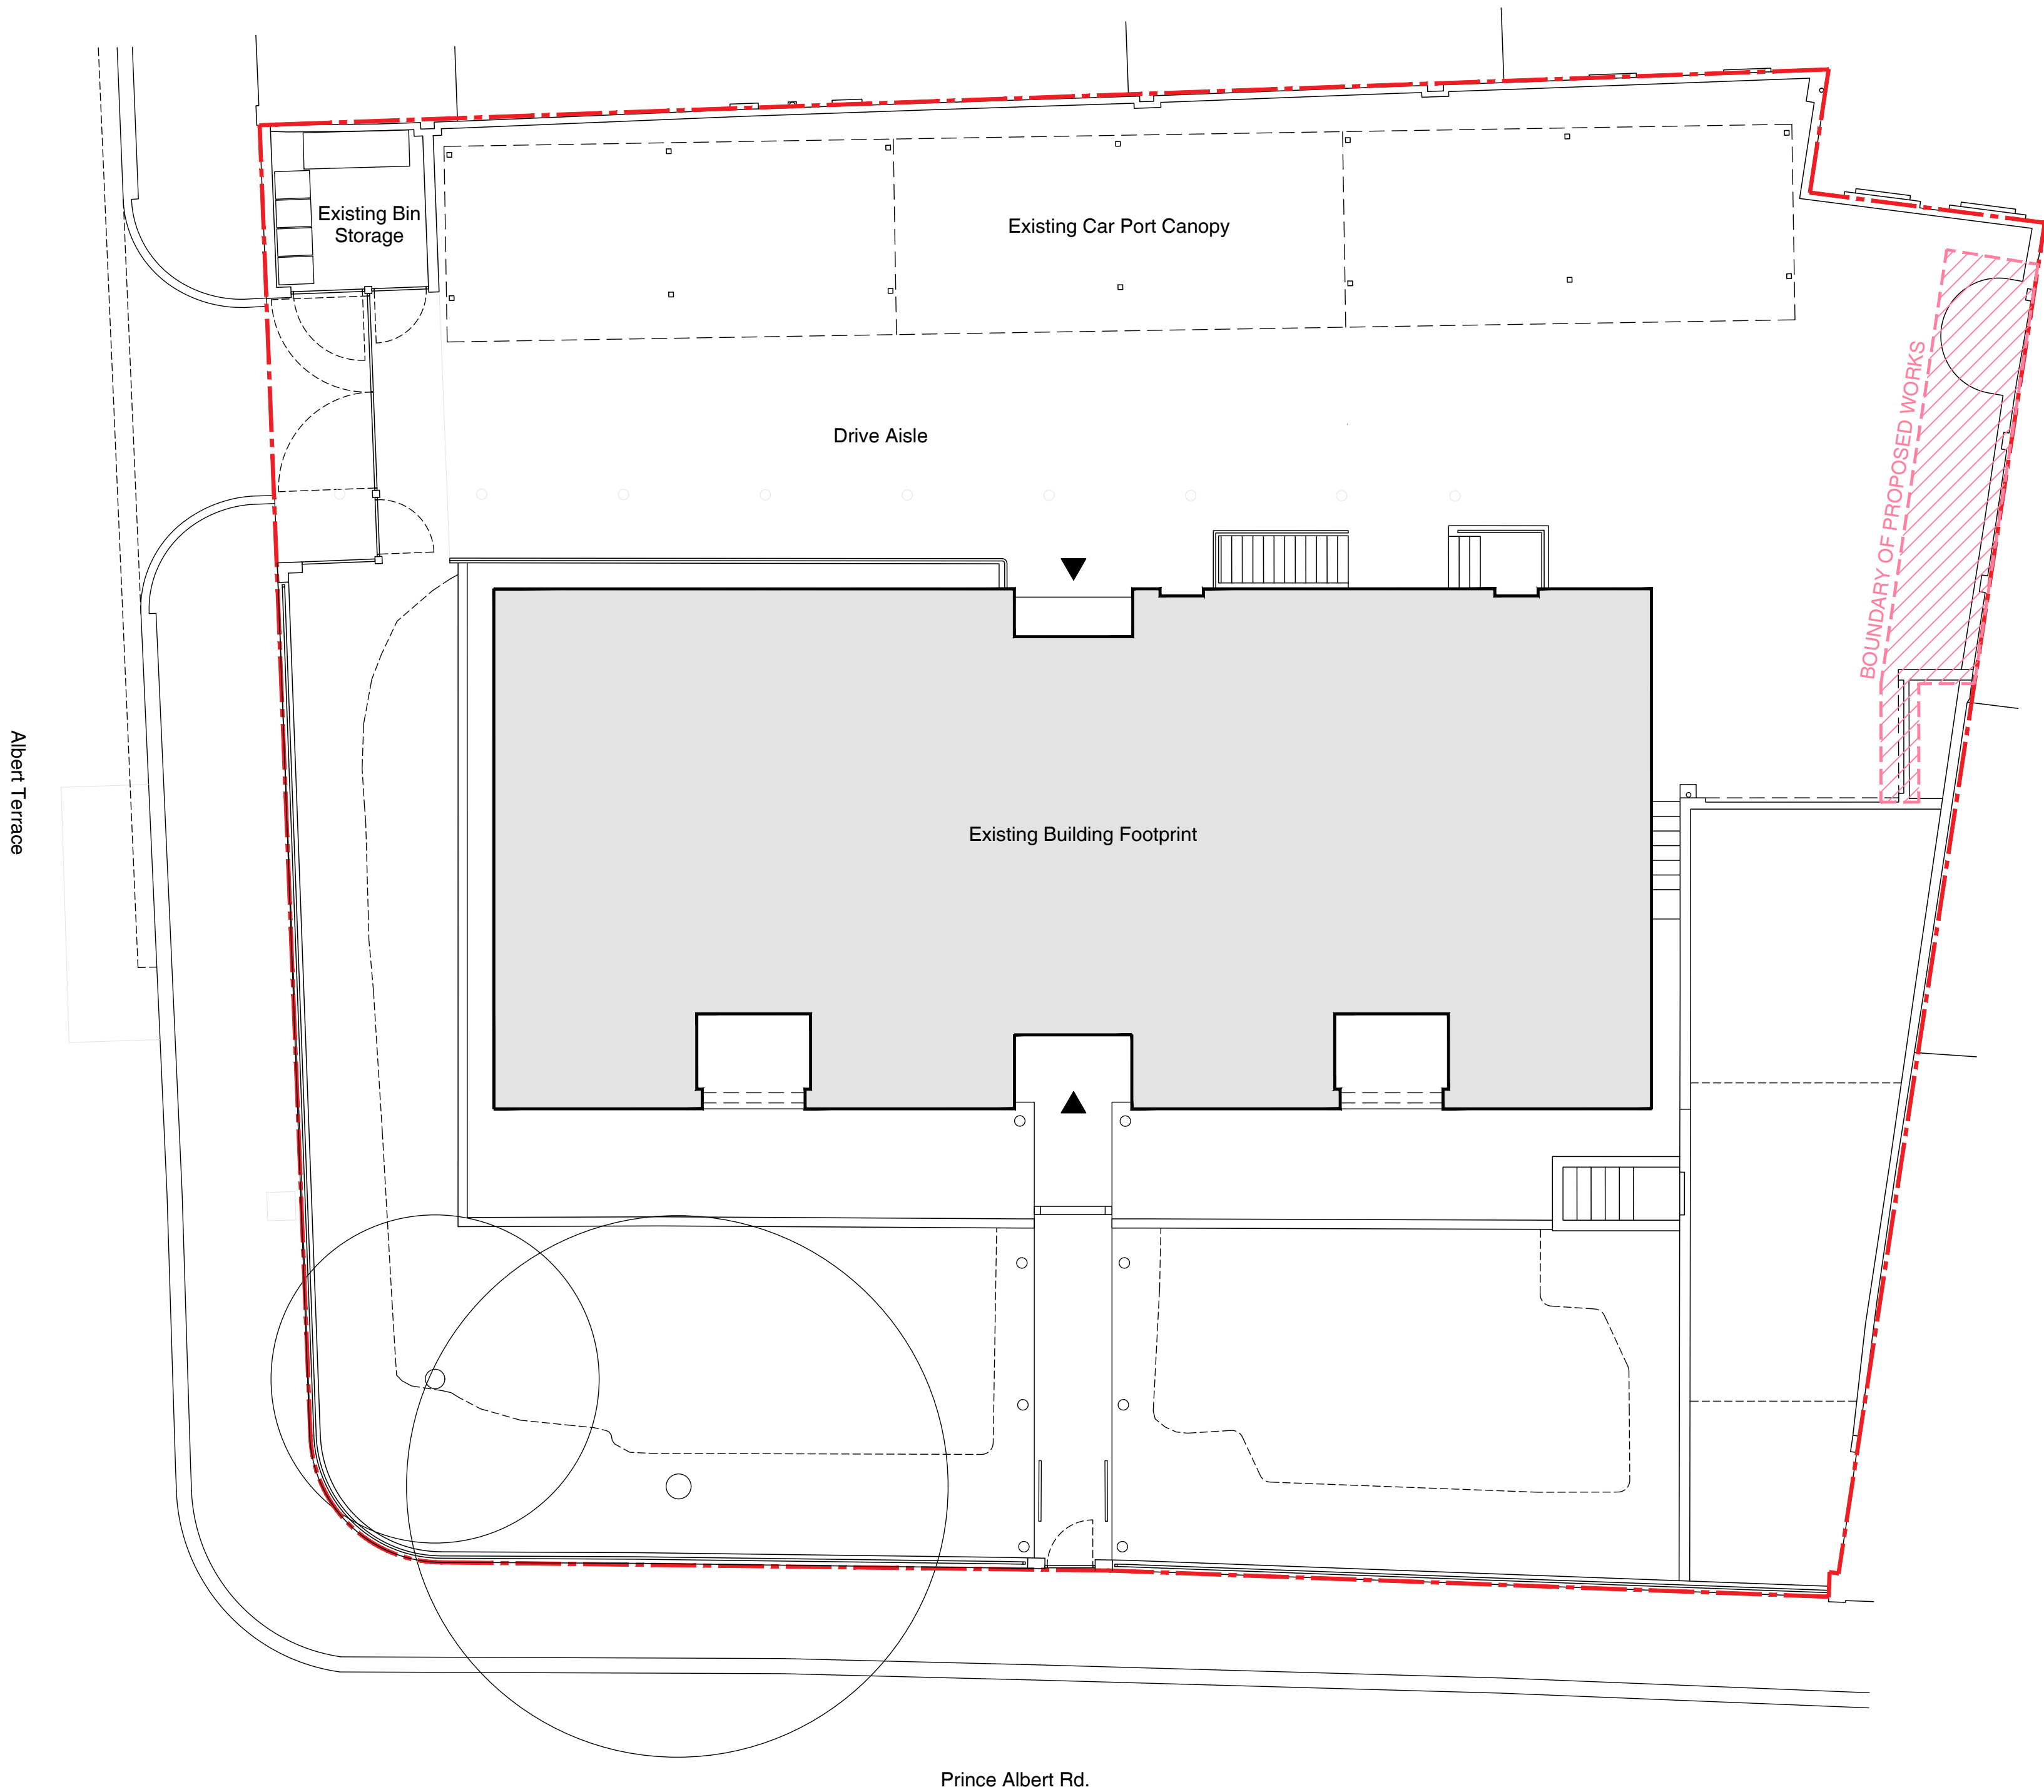 Existing Bin
Storage
Existing Car Port Canopy
Drive Aisle
BOUNDARY OF PROPOSED WORKS
Albert Terrace
Existing Building Footprint
Prince Albert Rd.